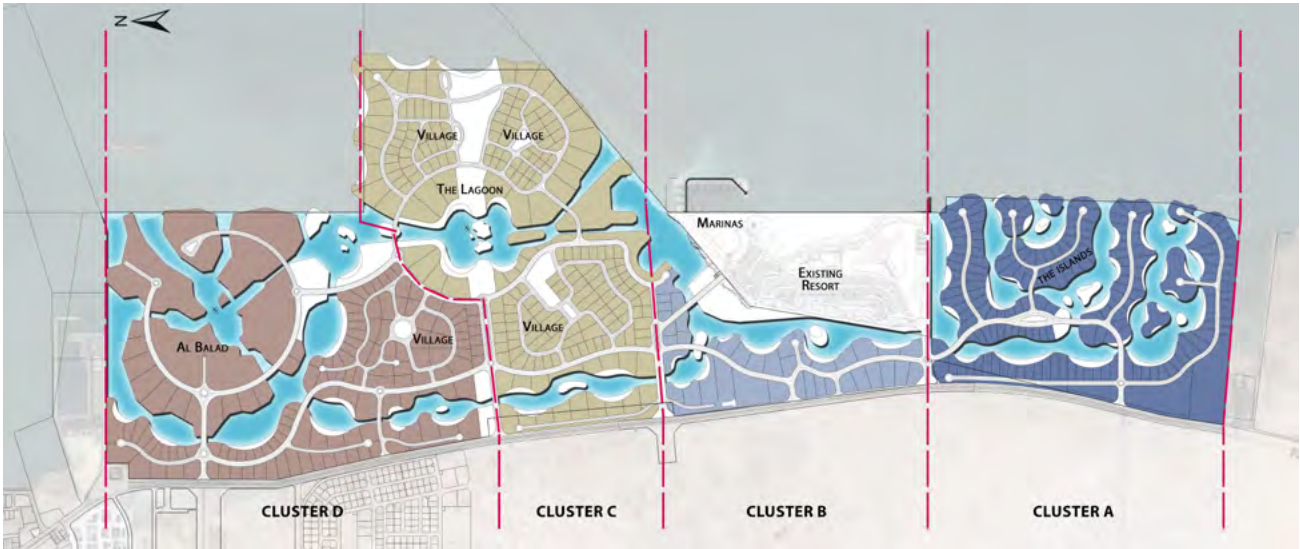 N
VILLAGE
VILLAGE
THE LAGOON
MARINAS
EXISTING
RESORT
THE ISLANDS
VILLAGE
VILLAGE
AL BALAD
CLUSTER D
CLUSTER C
CLUSTER B
CLUSTER A